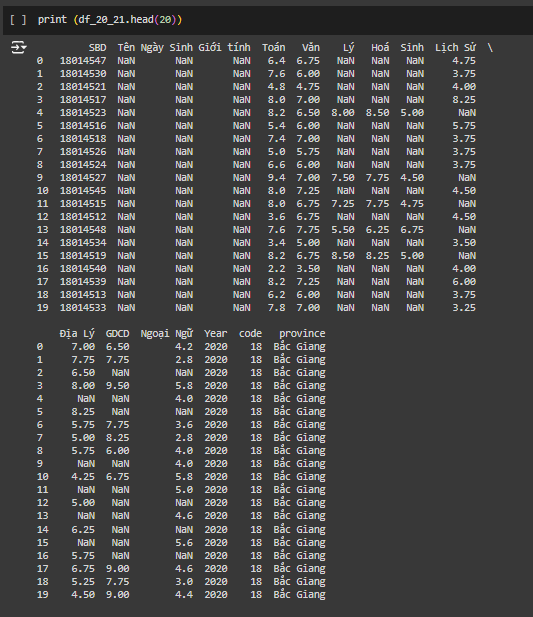 [ ] print (df_20_21.head(20))
SBD Tên Ngày Sinh Giới tính Toán Văn Lý Hoá Sinh Lịch Sử \
0 18014547 NaN NaN NaN 6.4 6.75 NaN NaN NaN 4.75
1 18014530 NaN NaN NaN 7.6 6.00 NaN NaN NaN 3.75
2 18014521 NaN NaN NaN 4.8 4.75 NaN NaN NaN 4.00
3 18014517 NaN NaN NaN 8.0 7.00 NaN NaN NaN 8.25
4 18014523 NaN NaN NaN 8.2 6.50 8.00 8.50 5.00 NaN
5 18014516 NaN NaN NaN 5.4 6.00 NaN NaN NaN 5.75
6 18014518 NaN NaN NaN 7.4 7.00 NaN NaN NaN 3.75
7 18014526 NaN NaN NaN 5.0 5.75 NaN NaN NaN 3.75
8 18014524 NaN NaN NaN 6.6 6.00 NaN NaN NaN 3.75
9 18014527 NaN NaN NaN 9.4 7.00 7.50 7.75 4.50 NaN
10 18014545 NaN NaN NaN 8.0 7.25 NaN NaN NaN 4.50
11 18014515 NaN NaN NaN 8.0 6.75 7.25 7.75 4.75 NaN
12 18014512 NaN NaN NaN 3.6 6.75 NaN NaN NaN 4.50
13 18014548 NaN NaN NaN 7.6 7.75 5.50 6.25 6.75 NaN
14 18014534 NaN NaN NaN 3.4 5.00 NaN NaN NaN 3.50
15 18014519 NaN NaN NaN 8.2 6.75 8.50 8.25 5.00 NaN
16 18014540 NaN NaN NaN 2.2 3.50 NaN NaN NaN 4.00
17 18014539 NaN NaN NaN 8.2 7.25 NaN NaN NaN 6.00
18 18014513 NaN NaN NaN 6.2 6.00 NaN NaN NaN 3.75
19 18014533 NaN NaN NaN 7.8 7.00 NaN NaN NaN 3.25
Địa Lý GDCD Ngoại Ngữ Year code province
0 7.00 6.50 4.2 2020 18 Bắc Giang
1 7.75 7.75 2.8 2020 18 Bắc Giang
2 6.50 NaN NaN 2020 18 Bắc Giang
3 8.00 9.50 5.8 2020 18 Bắc Giang
4 NaN NaN 4.0 2020 18 Bắc Giang
5 8.25 NaN NaN 2020 18 Bắc Giang
6 5.75 7.75 3.6 2020 18 Bắc Giang
7 5.00 8.25 2.8 2020 18 Bắc Giang
8 5.75 6.00 4.0 2020 18 Bắc Giang
9 NaN NaN 4.0 2020 18 Bắc Giang
10 4.25 6.75 5.8 2020 18 Bắc Giang
11 NaN NaN 5.0 2020 18 Bắc Giang
12 5.00 NaN NaN 2020 18 Bắc Giang
13 NaN NaN 4.6 2020 18 Bắc Giang
14 6.25 NaN NaN 2020 18 Bắc Giang
15 NaN NaN 5.6 2020 18 Bắc Giang
16 5.75 NaN NaN 2020 18 Bắc Giang
17 6.75 9.00 4.6 2020 18 Bắc Giang
18 5.25 7.75 3.0 2020 18 Bắc Giang
19 4.50 9.00 4.4 2020 18 Bắc Giang